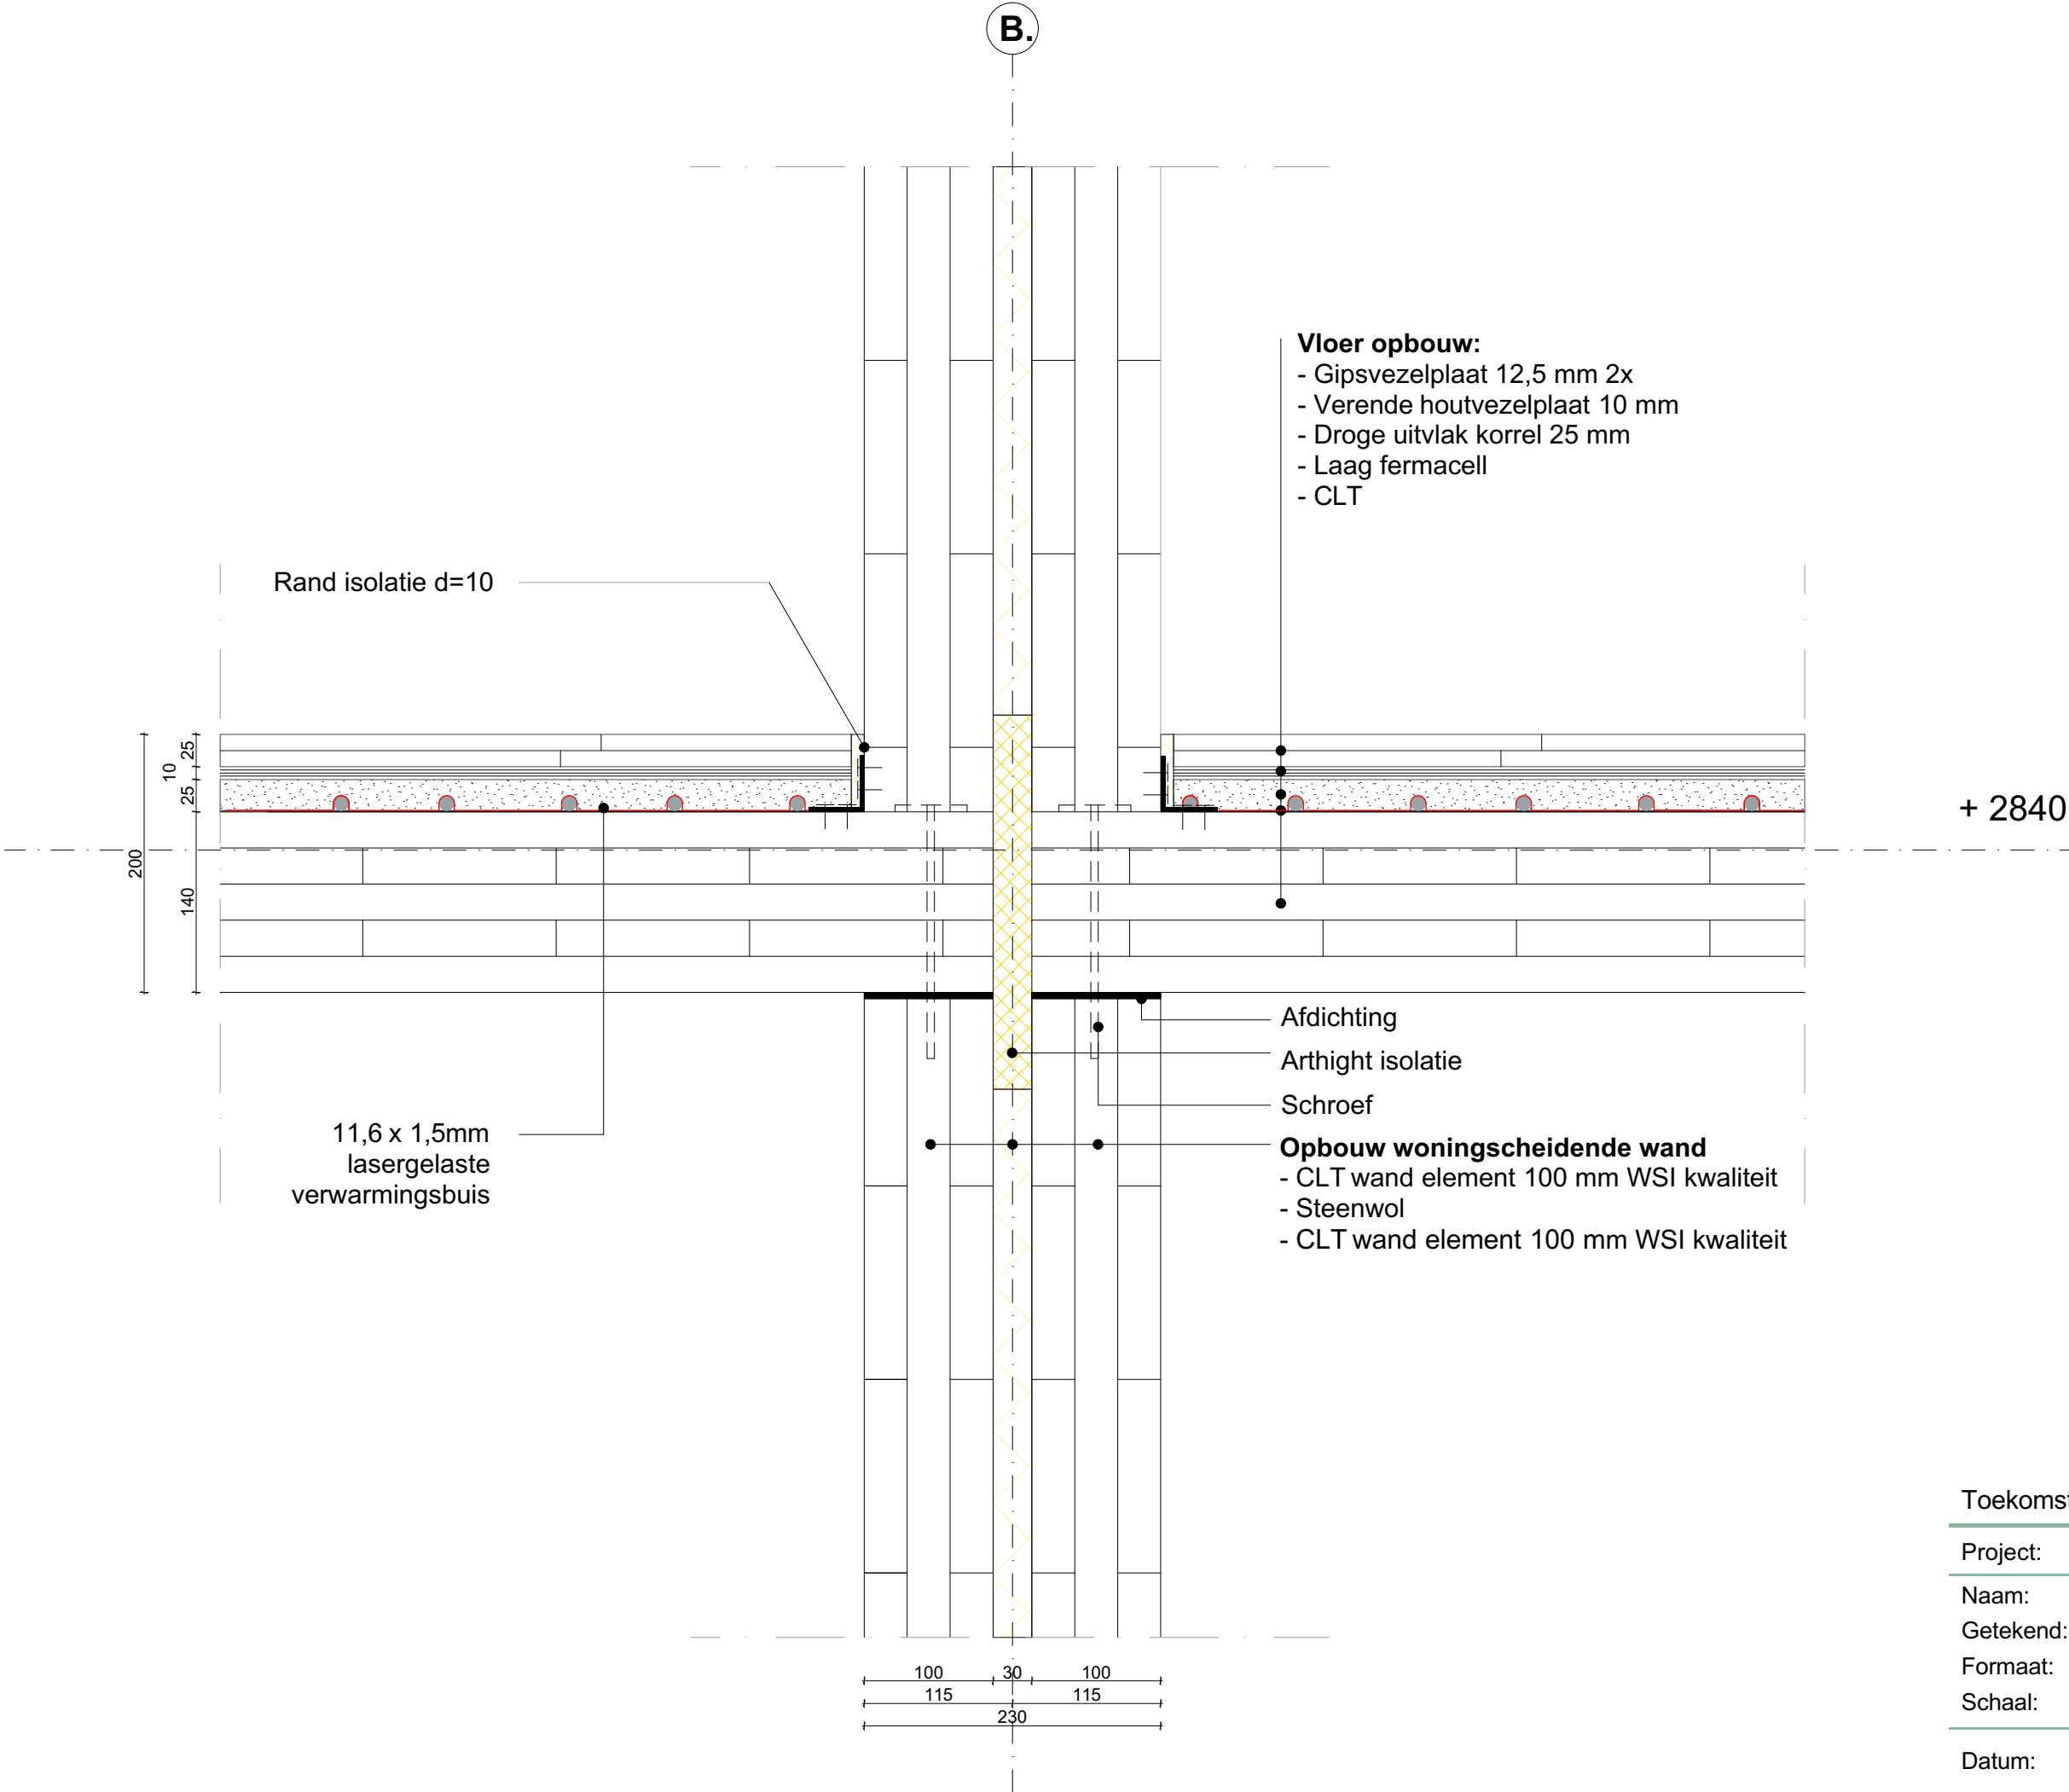 B.
Vloer opbouw:
- Gipsvezelplaat 12,5 mm 2x
- Verende houtvezelplaat 10 mm
- Droge uitvlak korrel 25 mm
- Laag fermacell
- CLT
Rand isolatie d=10
25
10
25
200
140
+ 2840
Afdichting
Arthight isolatie
Schroef
11,6 x 1,5mm
lasergelaste
verwarmingsbuis
Opbouw woningscheidende wand
- CLT wand element 100 mm WSI kwaliteit
- Steenwol
- CLT wand element 100 mm WSI kwaliteit
100 30 100
115 115
230
Toekomst
Project:
Naam:
Getekend:
Formaat:
Schaal:
Datum: